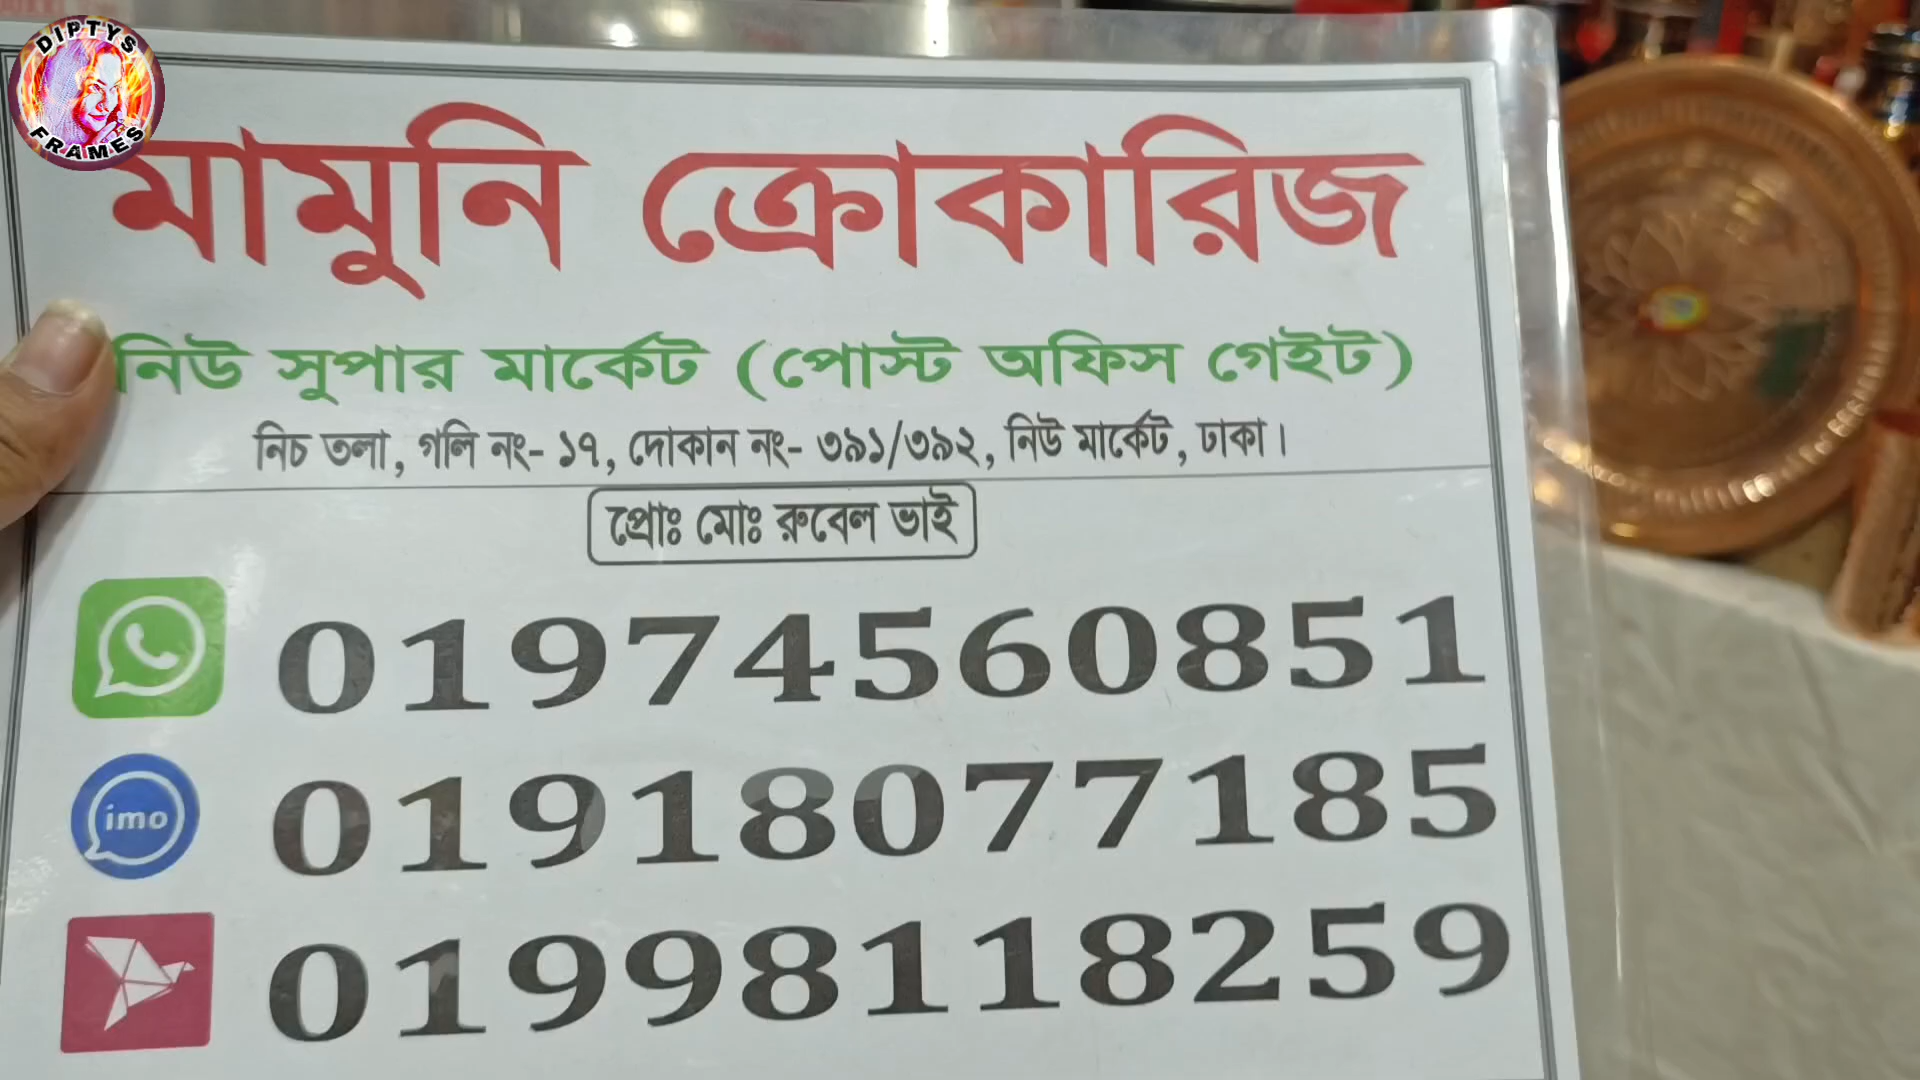 DIPTYS
FRAMES
মামুনি ক্রোকারিজ
নিউ সুপার মার্কেট (পোস্ট অফিস গেইট)
নিচ তলা, গলি নং- ১৭, দোকান নং- ৩৯১/৩৯২, নিউ মার্কেট, ঢাকা।
প্রোঃ মোঃ রুবেল ভাই
01974560851
imo 01918077185
01998118259